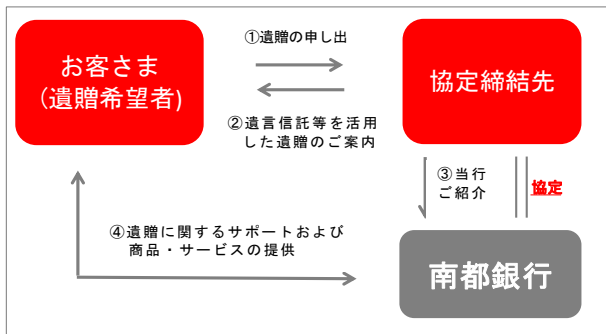 ①遺贈の申し出
お客さま
（遺贈希望者)
協定締結先
②遺言信託等を活用
した遺贈のご案内
③当行
ご紹介
協定
④遺贈に関するサポートおよび
商品・サービスの提供
南都銀行